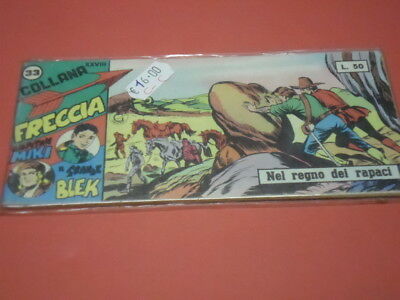 33
COLLANA
XXVIII
FRECCIA
€ 16.00
L. 50
MIKI
IL GRANDE
BLEK
Nel regno dei rapaci